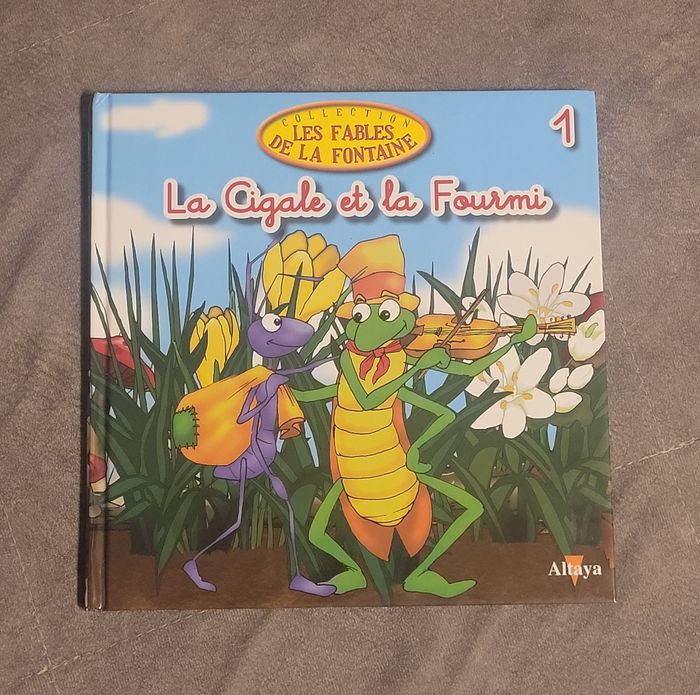 COLLECTION
LES FABLES
DE LA FONTAINE
1
La Cigale et la Fourmi
Altaya